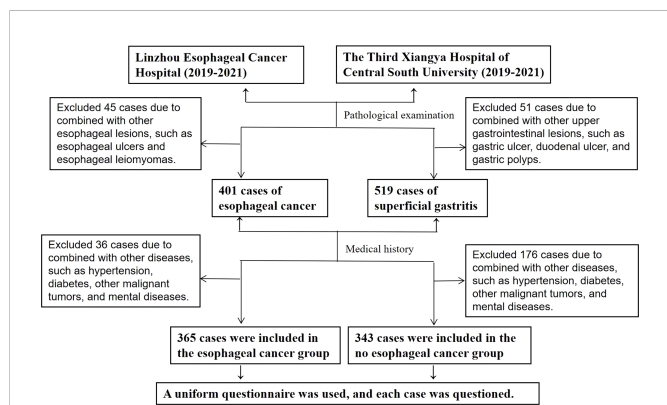 Linzhou Esophageal Cancer
Hospital (2019-2021)
The Third Xiangya Hospital of
Central South University (2019-2021)
Excluded 45 cases due to
combined with other
esophageal lesions, such as
esophageal ulcers and
esophageal leiomyomas.
Pathological examination
Excluded 51 cases due to
combined with other upper
gastrointestinal lesions, such as
gastric ulcer, duodenal ulcer, and
gastric polyps.
401 cases of
esophageal cancer
519 cases of
superficial gastritis
Excluded 36 cases due to
combined with other diseases,
such as hypertension,
diabetes, other malignant
tumors, and mental diseases.
Medical history
Excluded 176 cases due to
combined with other diseases,
such as hypertension, diabetes,
other malignant tumors, and
mental diseases.
365 cases were included in
the esophageal cancer group
343 cases were included in the
no esophageal cancer group
A uniform questionnaire was used, and each case was questioned.